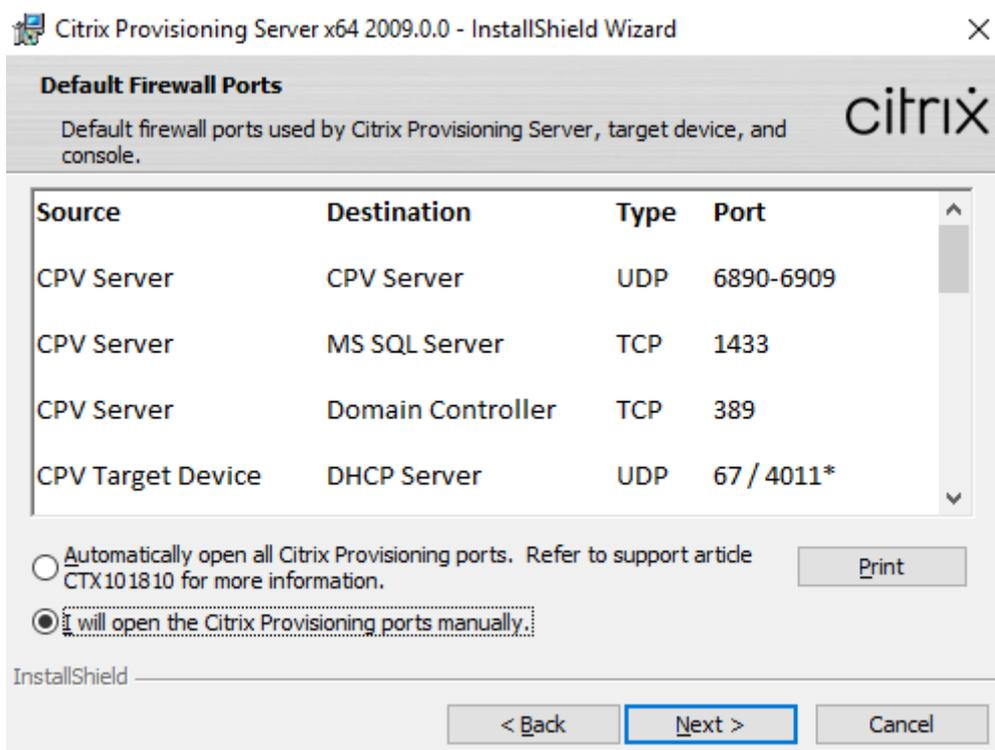 Citrix Provisioning Server x64 2009.0.0 - InstallShield Wizard
Default Firewall Ports
citrix
Default firewall ports used by Citrix Provisioning Server, target device, and
console.
Source Destination Type Port
CPV Server CPV Server UDP 6890-6909
CPV Server MS SQL Server TCP 1433
CPV Server Domain Controller TCP 389
CPV Target Device DHCP Server UDP 67 / 4011*
Automatically open all Citrix Provisioning ports. Refer to support article
CTX101810 for more information.
Print
I will open the Citrix Provisioning ports manually.
InstallShield
< Back Next > Cancel